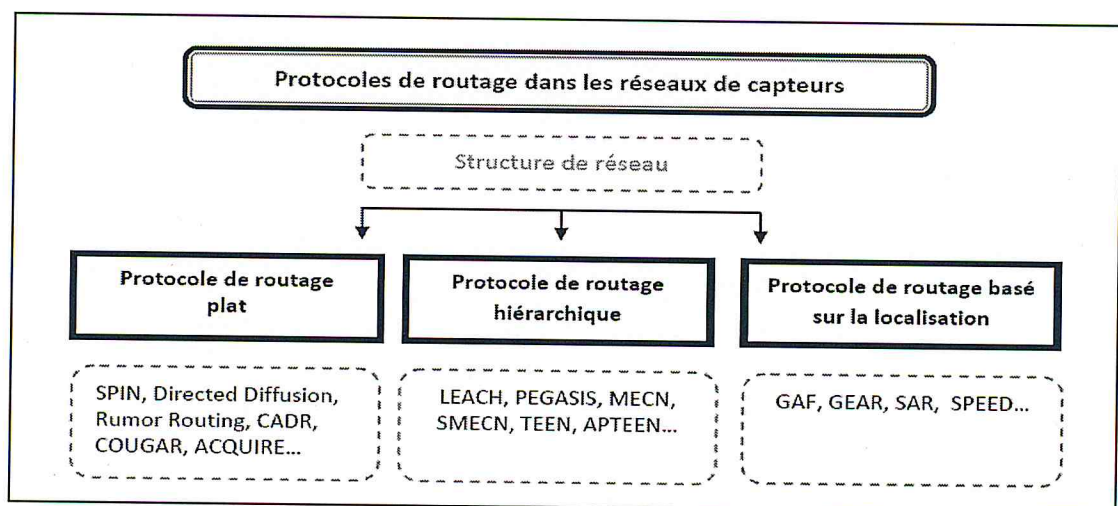 Protocoles de routage dans les réseaux de capteurs
Structure de réseau
Protocole de routage
plat
Protocole de routage
hiérarchique
Protocole de routage basé
sur la localisation
SPIN, Directed Diffusion,
Rumor Routing, CADR,
COUGAR, ACQUIRE...
LEACH, PEGASIS, MECN,
SMECN, TEEN, APTEEN...
GAF, GEAR, SAR, SPEED...